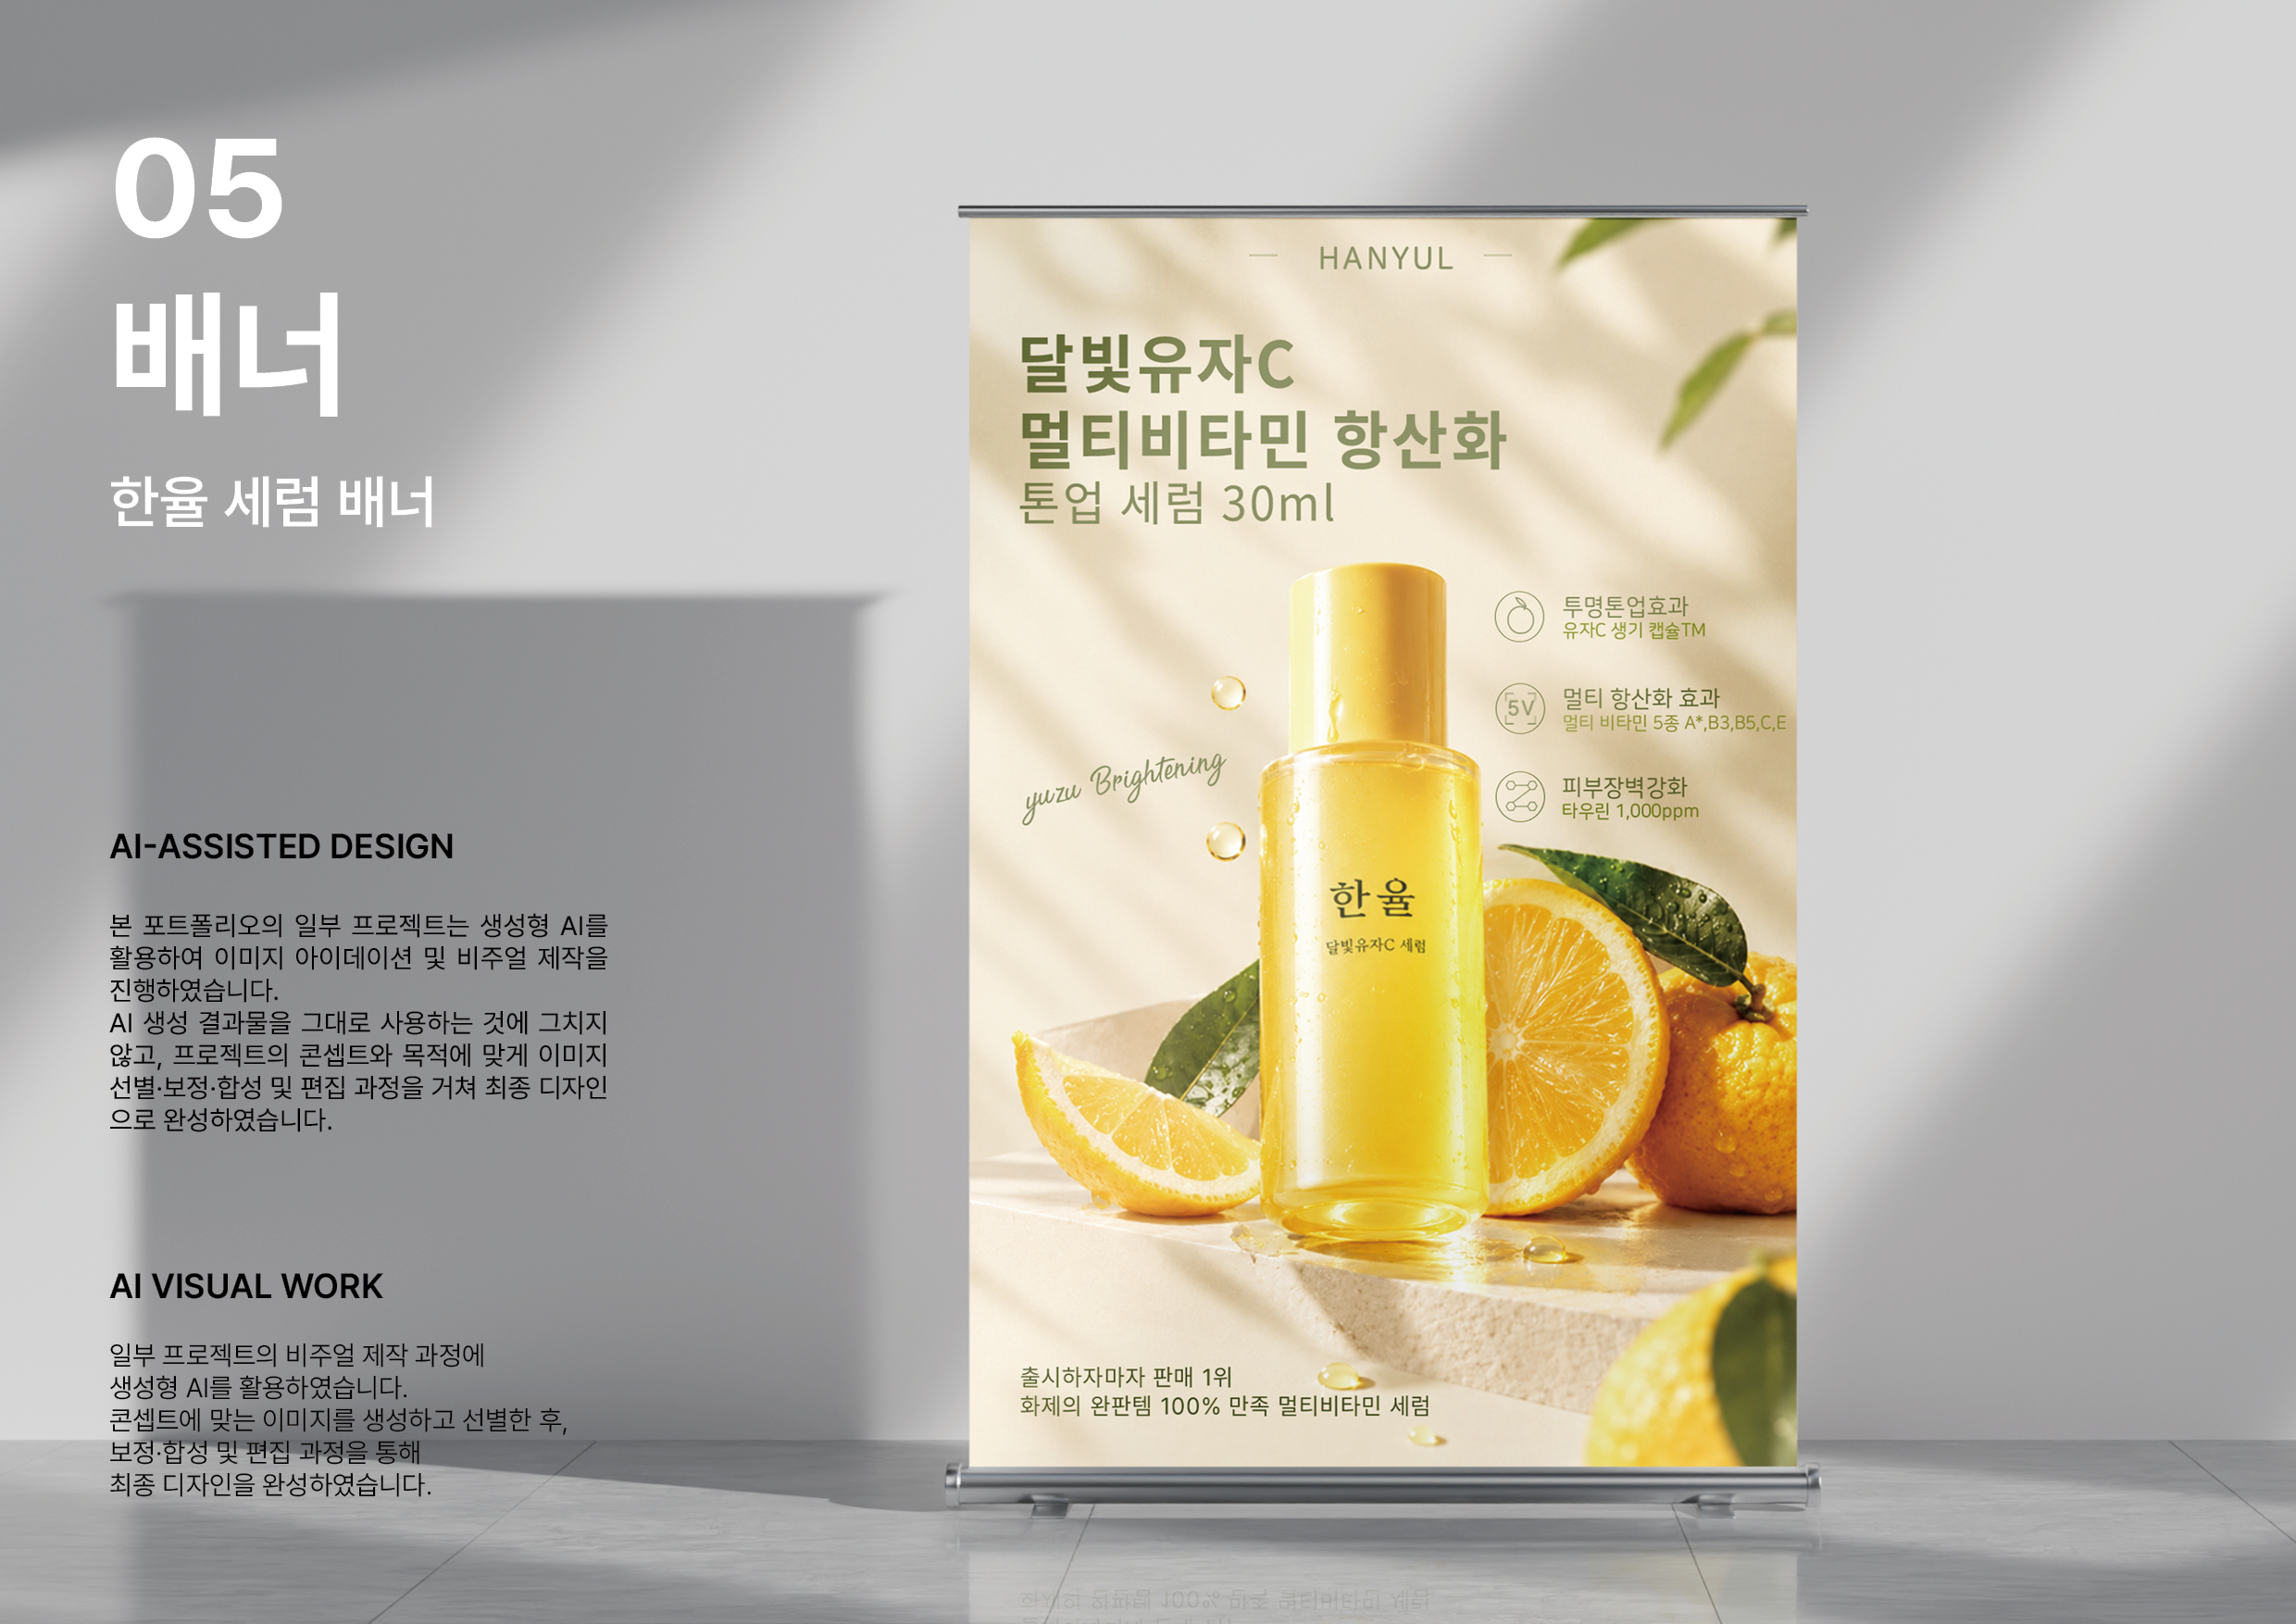 05
배너
한율 세럼 배너
AI-ASSISTED DESIGN
본 포트폴리오의 일부 프로젝트는 생성형 AI를
활용하여 이미지 아이데이션 및 비주얼 제작을
진행하였습니다.
AI 생성 결과물을 그대로 사용하는 것에 그치지
않고, 프로젝트의 콘셉트와 목적에 맞게 이미지
선별·보정·합성 및 편집 과정을 거쳐 최종 디자인
으로 완성하였습니다.
AI VISUAL WORK
일부 프로젝트의 비주얼 제작 과정에
생성형 AI를 활용하였습니다.
콘셉트에 맞는 이미지를 생성하고 선별한 후,
보정·합성 및 편집 과정을 통해
최종 디자인을 완성하였습니다.
HANYUL
달빛유자C
멀티비타민 항산화
톤업 세럼 30ml
투명톤업효과
유자C 생기 캡슐TM
5V
멀티 항산화 효과
멀티 비타민 5종 A*,B3,B5,C,E
피부장벽강화
타우린 1,000ppm
yuzu Brightening
한율
달빛유자C 세럼
출시하자마자 판매 1위
화제의 완판템 100% 만족 멀티비타민 세럼